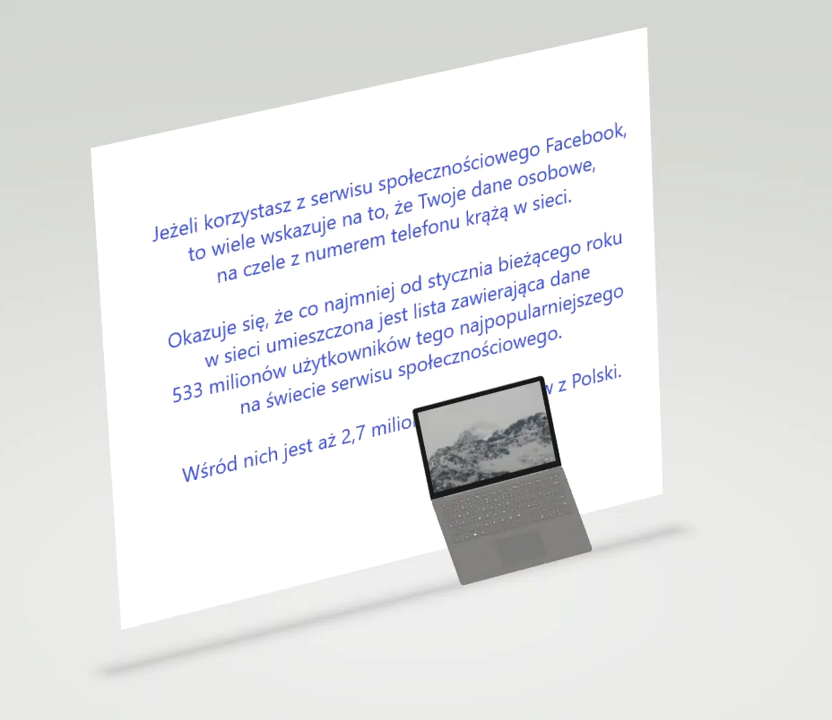 Jeżeli korzystasz z serwisu społecznościowego Facebook,
to wiele wskazuje na to, że Twoje dane osobowe,
na czele z numerem telefonu krążą w sieci.
Okazuje się, że co najmniej od stycznia bieżącego roku
w sieci umieszczona jest lista zawierająca dane
533 milionów użytkowników tego najpopularniejszego
na świecie serwisu społecznościowego.
Wśród nich jest aż 2,7 z Polski.